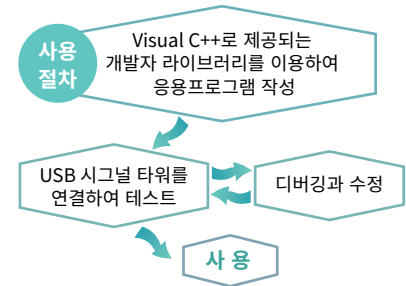 사용
절차
Visual C++로 제공되는
개발자 라이브러리를 이용하여
응용프로그램 작성
USB 시그널 타워를
연결하여 테스트
디버깅과 수정
사 용